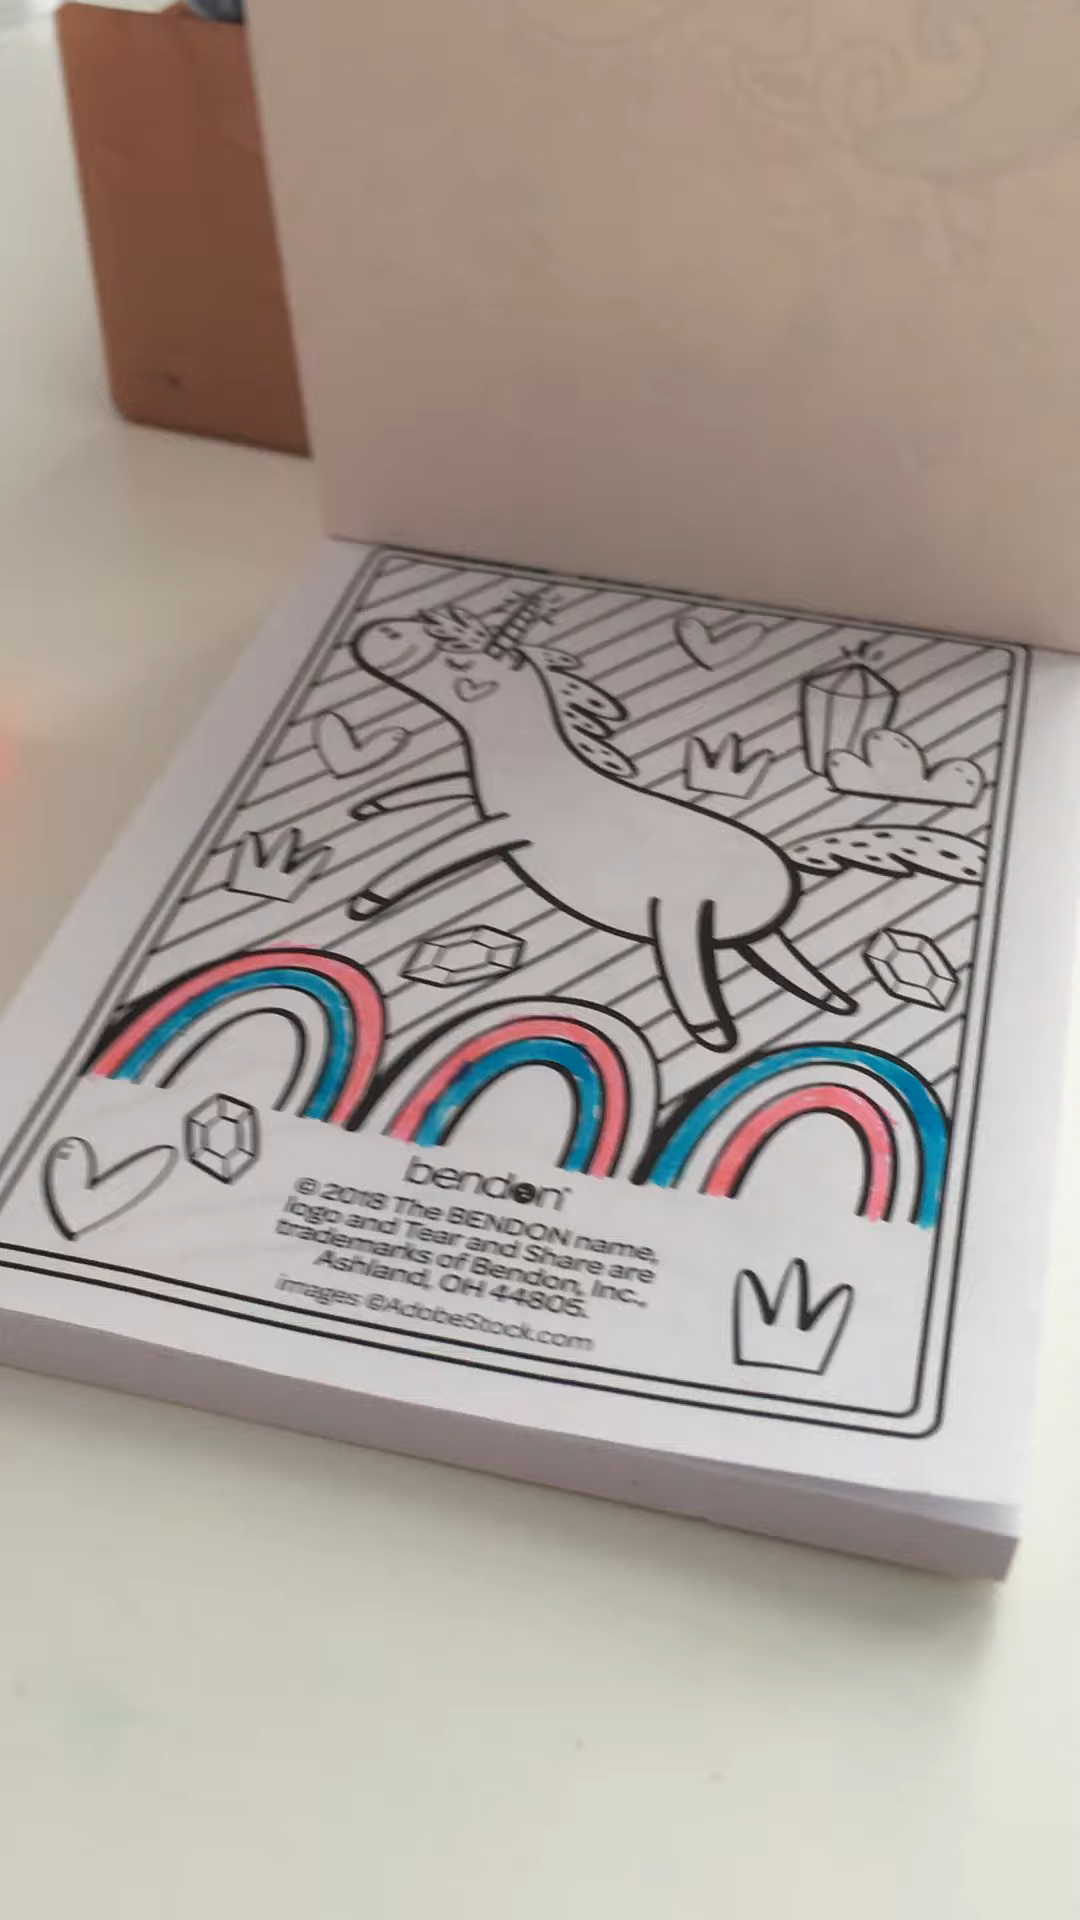 bendon
© 2018 The BENDON name,
logo and Tear and Share are
trademarks of Bendon, Inc.,
Ashland, OH 44805.
images ©AdobeStock.com